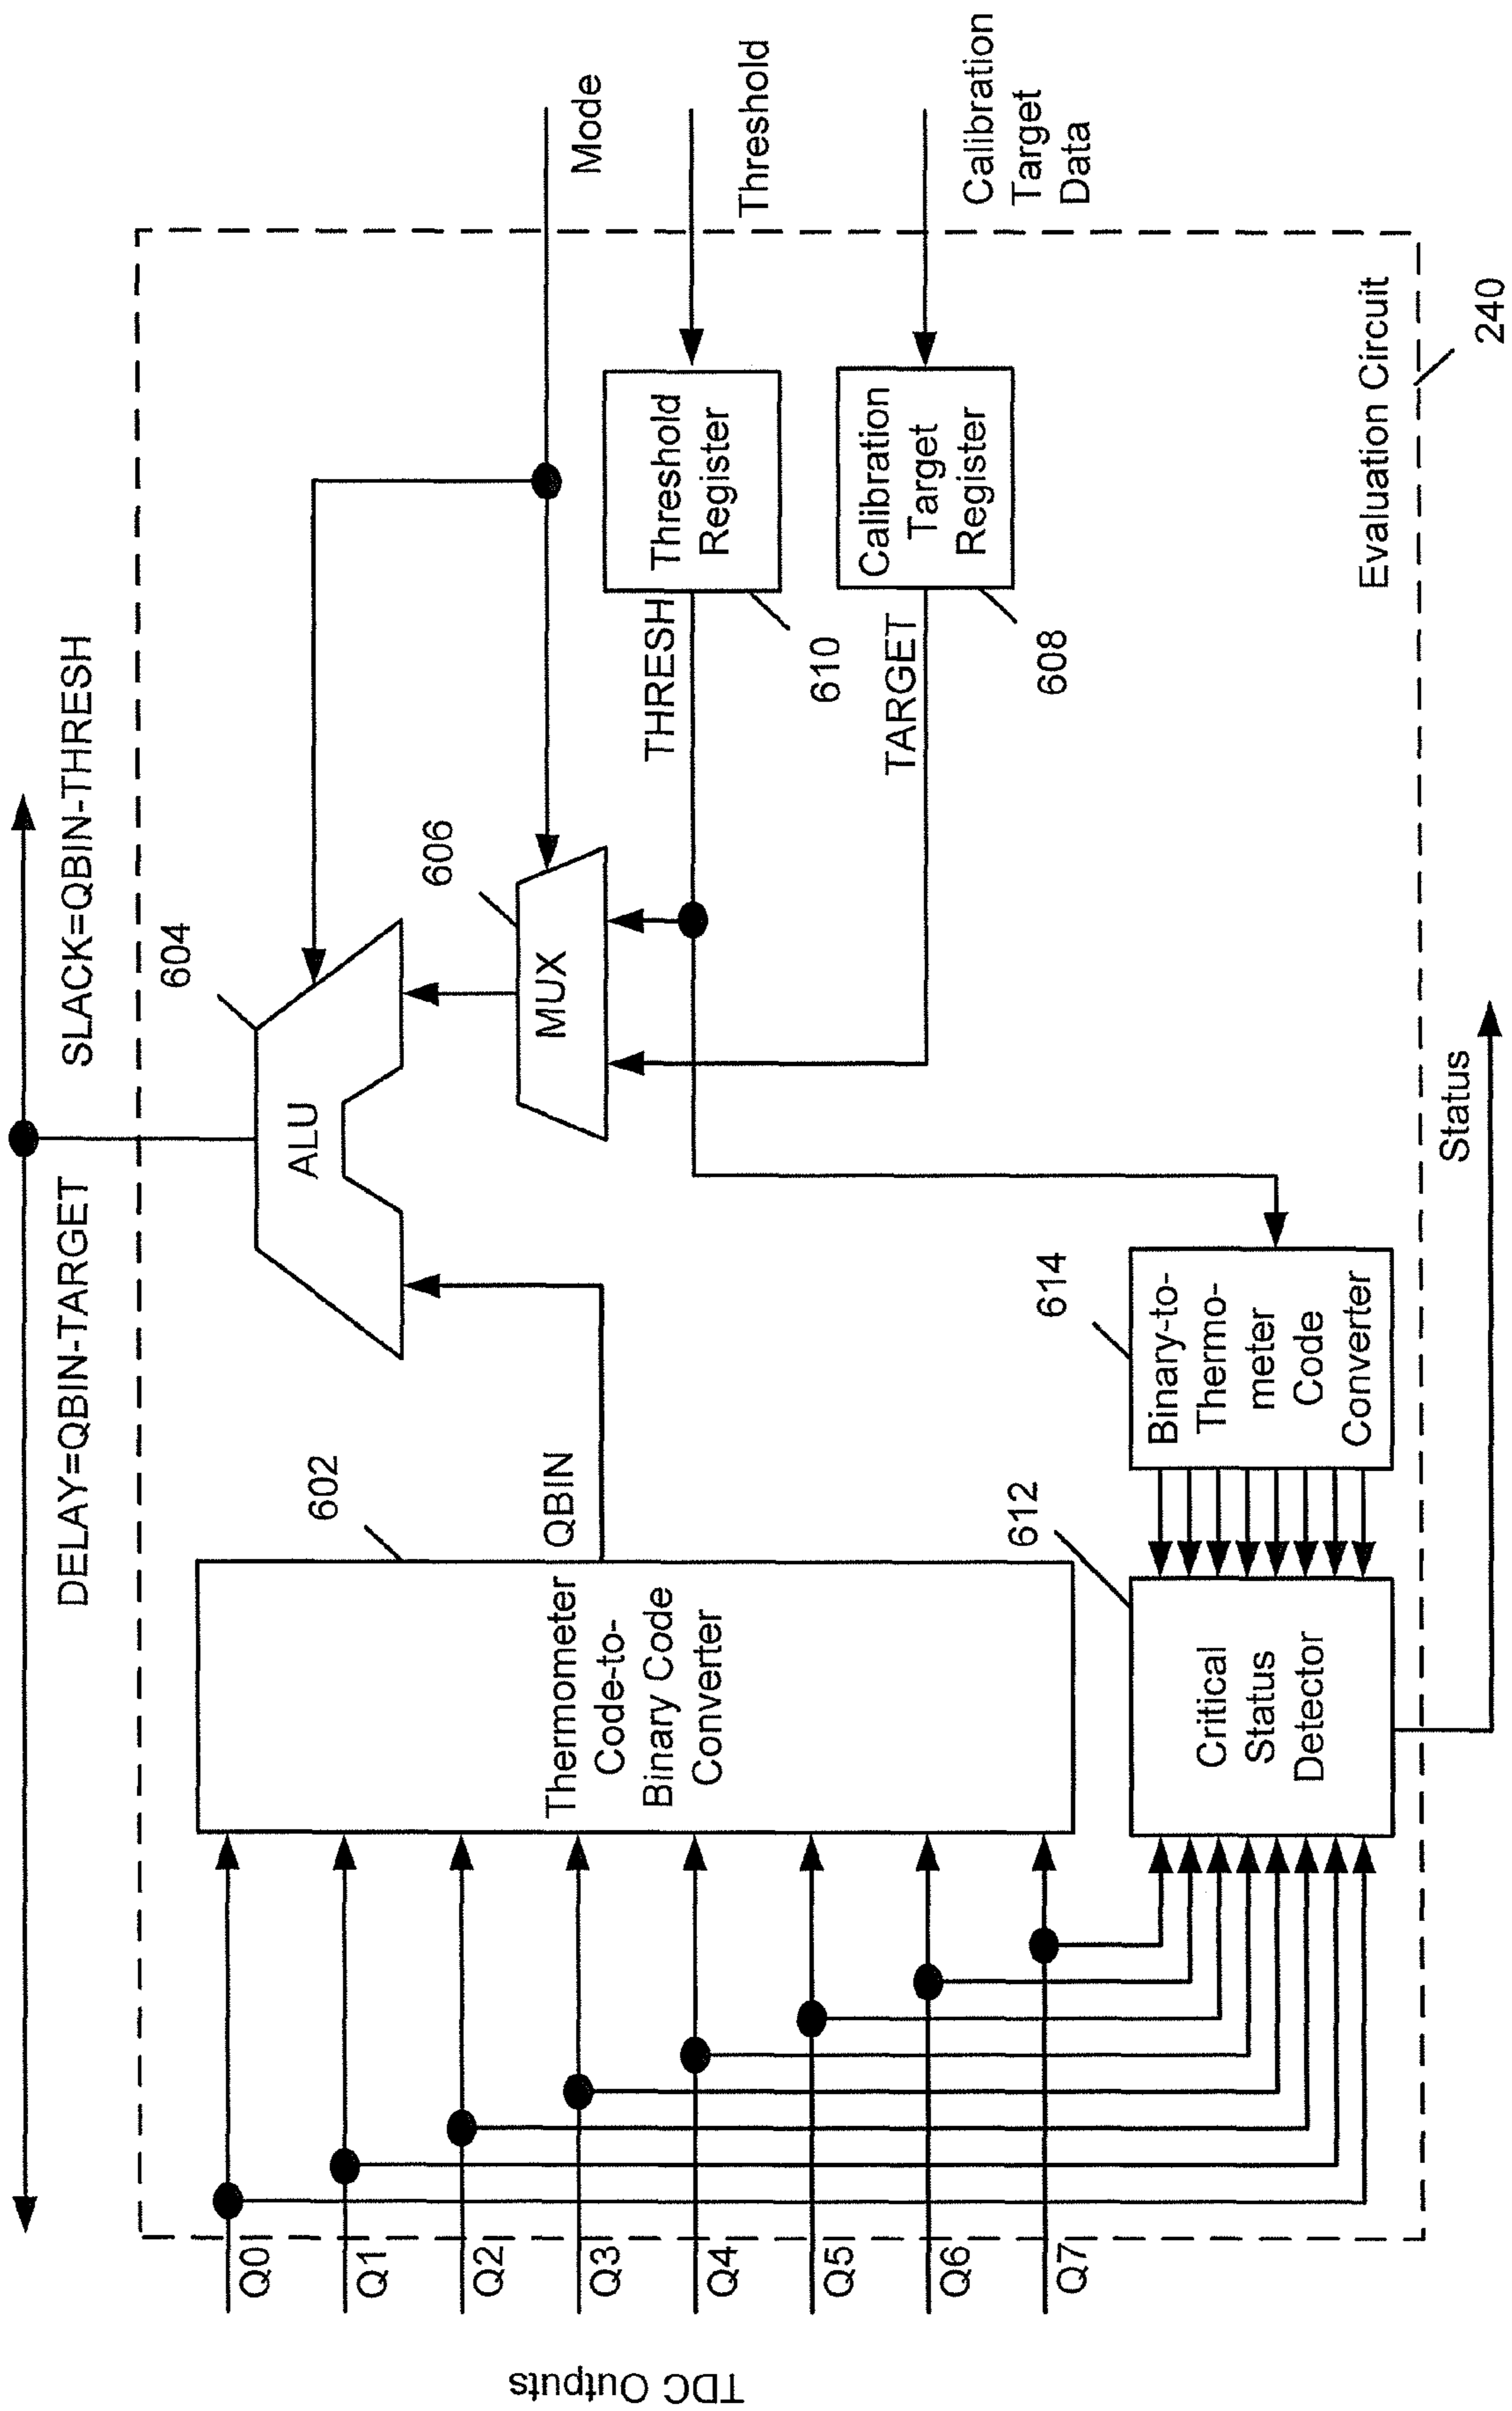 DELAY=QBIN-TARGET
SLACK=QBIN-THRESH
604
ALU
606
MUX
Mode
Threshold
Calibration
Target
Data
Threshold
Register
THRESH
610
Calibration
Target
Register
TARGET
608
602
QBIN
Thermometer
Code-to-
Binary Code
Converter
TDC Outputs
Q0
Q1
Q2
Q3
Q4
Q5
Q6
Q7
612
Critical
Status
Detector
614
Binary-to-
Thermo-
meter
Code
Converter
Status
Evaluation Circuit
240